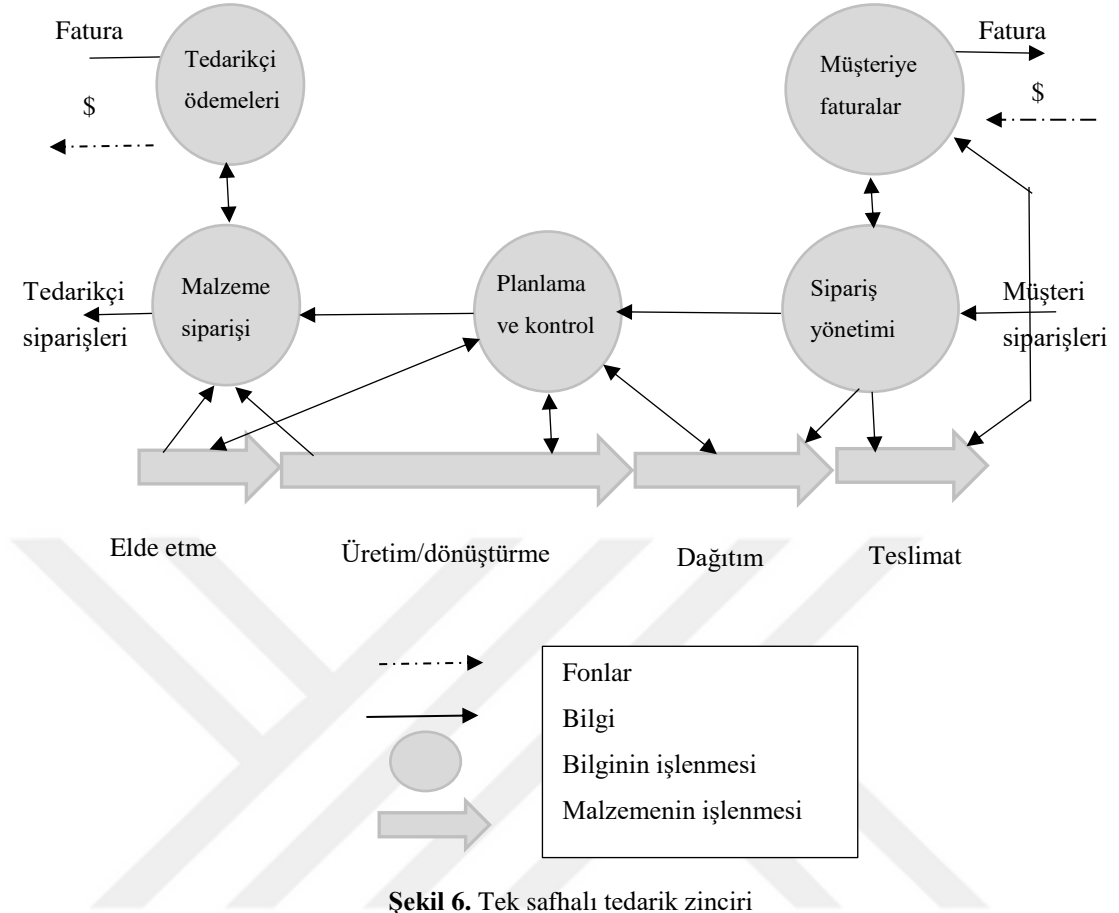 Fatura
Tedarikçi
ödemeleri
$
Müşteriye
faturalar
Fatura
$
Tedarikçi
siparişleri
Malzeme
siparişi
Planlama
ve kontrol
Sipariş
yönetimi
Müşteri
siparişleri
Elde etme
Üretim/dönüştürme
Dağıtım
Teslimat
Fonlar
Bilgi
Bilginin işlenmesi
Malzemenin işlenmesi
Şekil 6. Tek safhalı tedarik zinciri